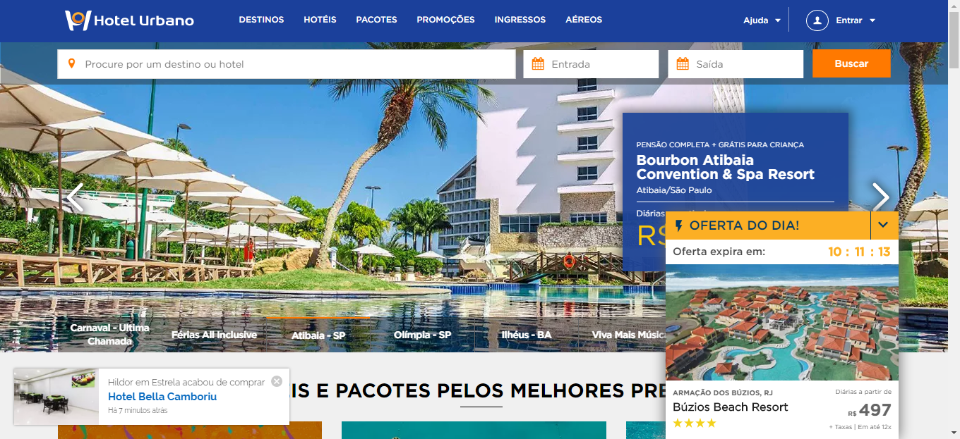 Hotel Urbano
DESTINOS HOTÉIS PACOTES PROMOÇÕES INGRESSOS AÉREOS
Ajuda
Entrar
Procure por um destino ou hotel
Entrada
Saída
Buscar
PENSÃO COMPLETA + GRÁTIS PARA CRIANÇA
Bourbon Atibaia
Convention & Spa Resort
Atibaia/São Paulo
Diárias
R$
OFERTA DO DIA!
Oferta expira em: 10 : 11 : 13
Carnaval - Última
Chamada
Férias All Inclusive
Atibaia - SP
Olímpia - SP
Ilhéus - BA
Viva Mais Músic
Hildor em Estrela acabou de comprar
Hotel Bella Camboriu
Há 7 minutos atrás
IS E PACOTES PELOS MELHORES PRE
ARMAÇÃO DOS BÚZIOS, RJ
Búzios Beach Resort
Diárias a partir de
R$ 497
+ Taxas | Em até 12x